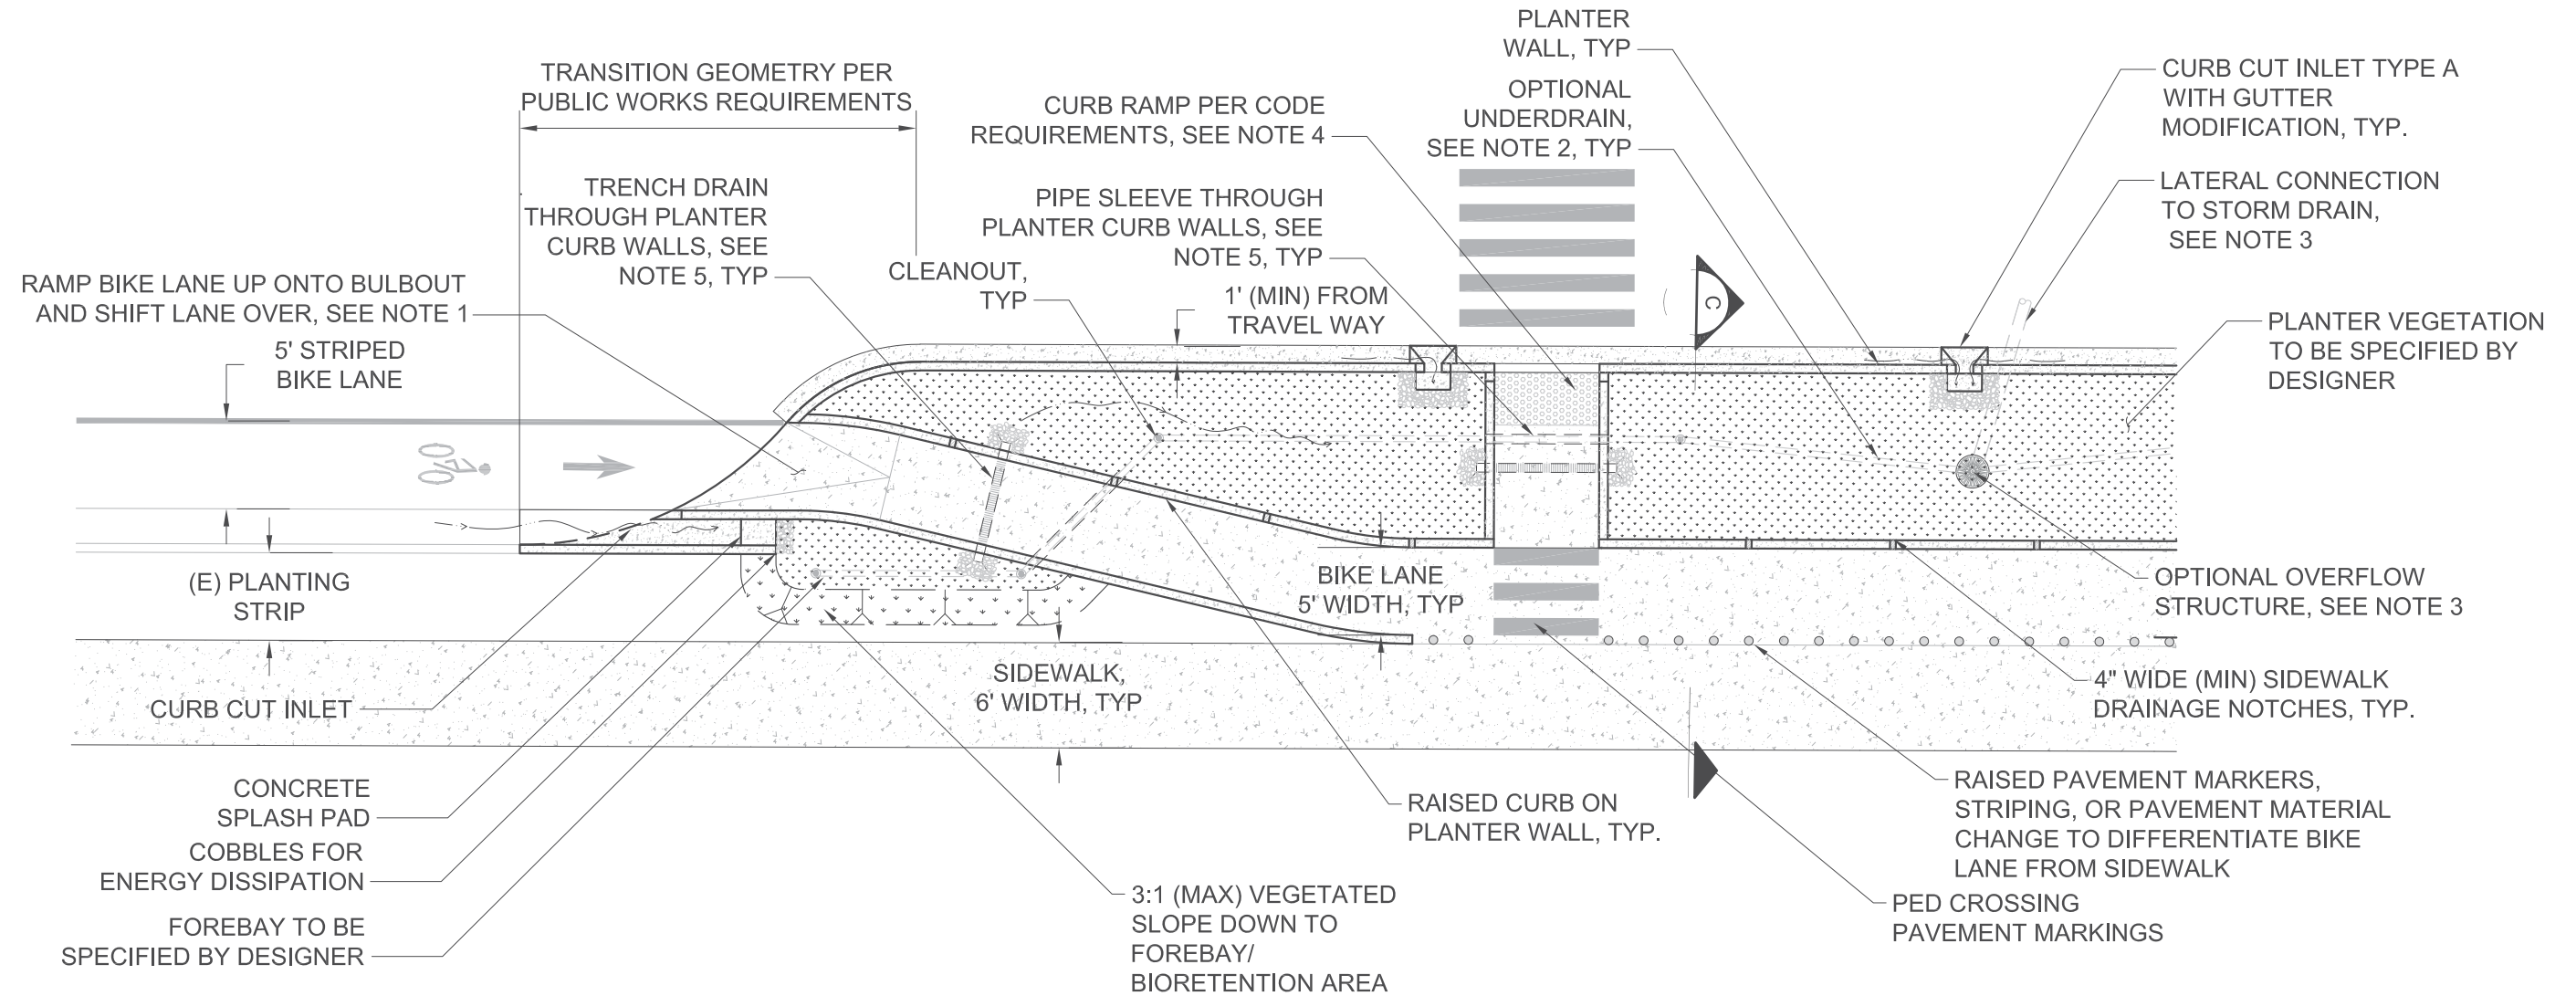 PLANTER
WALL, TYP
TRANSITION GEOMETRY PER
PUBLIC WORKS REQUIREMENTS
CURB RAMP PER CODE
REQUIREMENTS, SEE NOTE 4
OPTIONAL
UNDERDRAIN,
SEE NOTE 2, TYP
CURB CUT INLET TYPE A
WITH GUTTER
MODIFICATION, TYP.
TRENCH DRAIN
THROUGH PLANTER
CURB WALLS, SEE
NOTE 5, TYP
PIPE SLEEVE THROUGH
PLANTER CURB WALLS, SEE
NOTE 5, TYP
LATERAL CONNECTION
TO STORM DRAIN,
SEE NOTE 3
RAMP BIKE LANE UP ONTO BULBOUT
AND SHIFT LANE OVER, SEE NOTE 1
CLEANOUT,
TYP
1' (MIN) FROM
TRAVEL WAY
C
PLANTER VEGETATION
TO BE SPECIFIED BY
DESIGNER
5' STRIPED
BIKE LANE
(E) PLANTING
STRIP
BIKE LANE
5' WIDTH, TYP
OPTIONAL OVERFLOW
STRUCTURE, SEE NOTE 3
SIDEWALK,
6' WIDTH, TYP
CURB CUT INLET
4" WIDE (MIN) SIDEWALK
DRAINAGE NOTCHES, TYP.
CONCRETE
SPLASH PAD
COBBLES FOR
ENERGY DISSIPATION
FOREBAY TO BE
SPECIFIED BY DESIGNER
3:1 (MAX) VEGETATED
SLOPE DOWN TO
FOREBAY/
BIORETENTION AREA
RAISED CURB ON
PLANTER WALL, TYP.
RAISED PAVEMENT MARKERS,
STRIPING, OR PAVEMENT MATERIAL
CHANGE TO DIFFERENTIATE BIKE
LANE FROM SIDEWALK
PED CROSSING
PAVEMENT MARKINGS